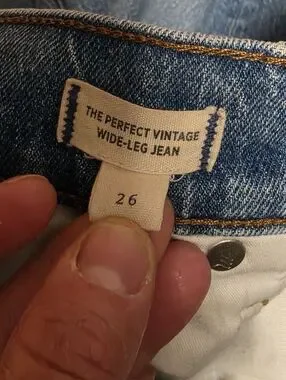 THE PERFECT VINTAGE
WIDE-LEG JEAN
26